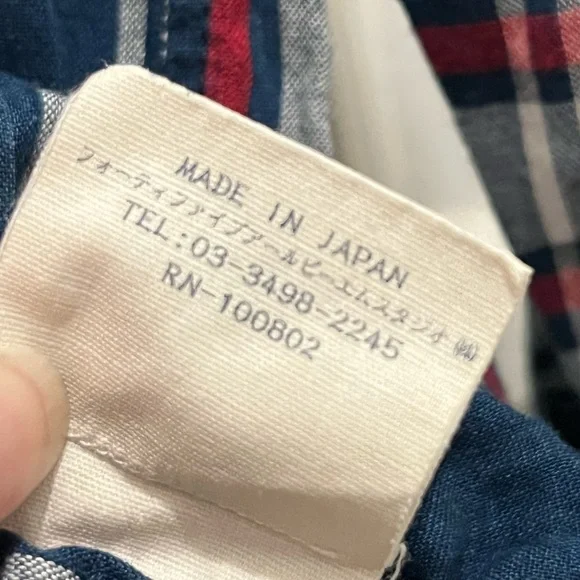 MADE IN JAPAN
フォーティファイブアールピーエムスタジオ㈱
TEL:03-3498-2245
RN-100802